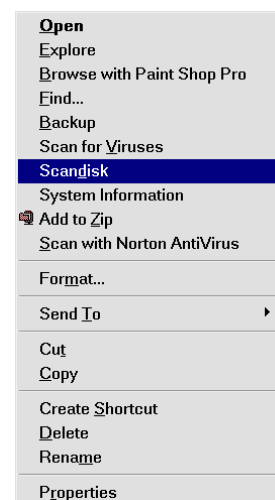 Open
Explore
Browse with Paint Shop Pro
Find...
Backup
Scan for Viruses
Scandisk
System Information
Add to Zip
Scan with Norton AntiVirus
Format...
Send To
Cut
Copy
Create Shortcut
Delete
Rename
Properties